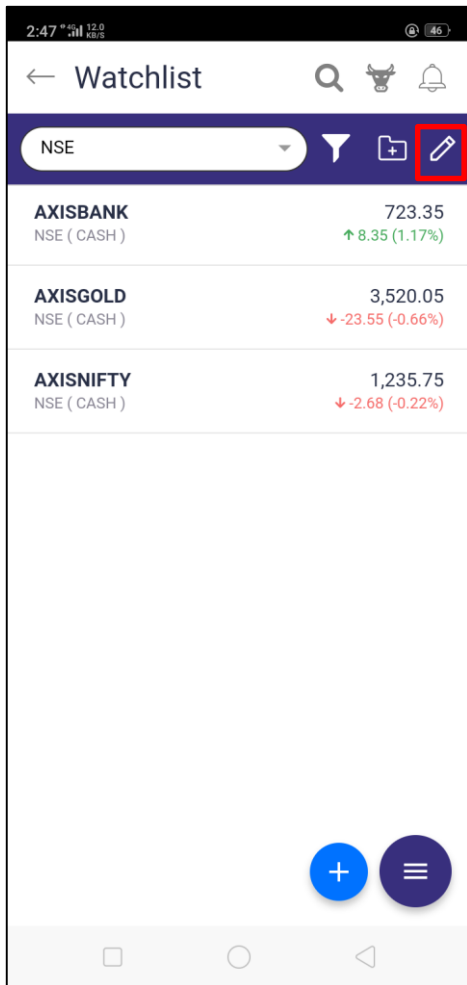 2:47 4G 12.0 KB/S 46
Watchlist
NSE
AXISBANK 723.35
NSE ( CASH ) ↑ 8.35 (1.17%)
AXISGOLD 3,520.05
NSE ( CASH ) ↓ -23.55 (-0.66%)
AXISNIFTY 1,235.75
NSE ( CASH ) ↓ -2.68 (-0.22%)